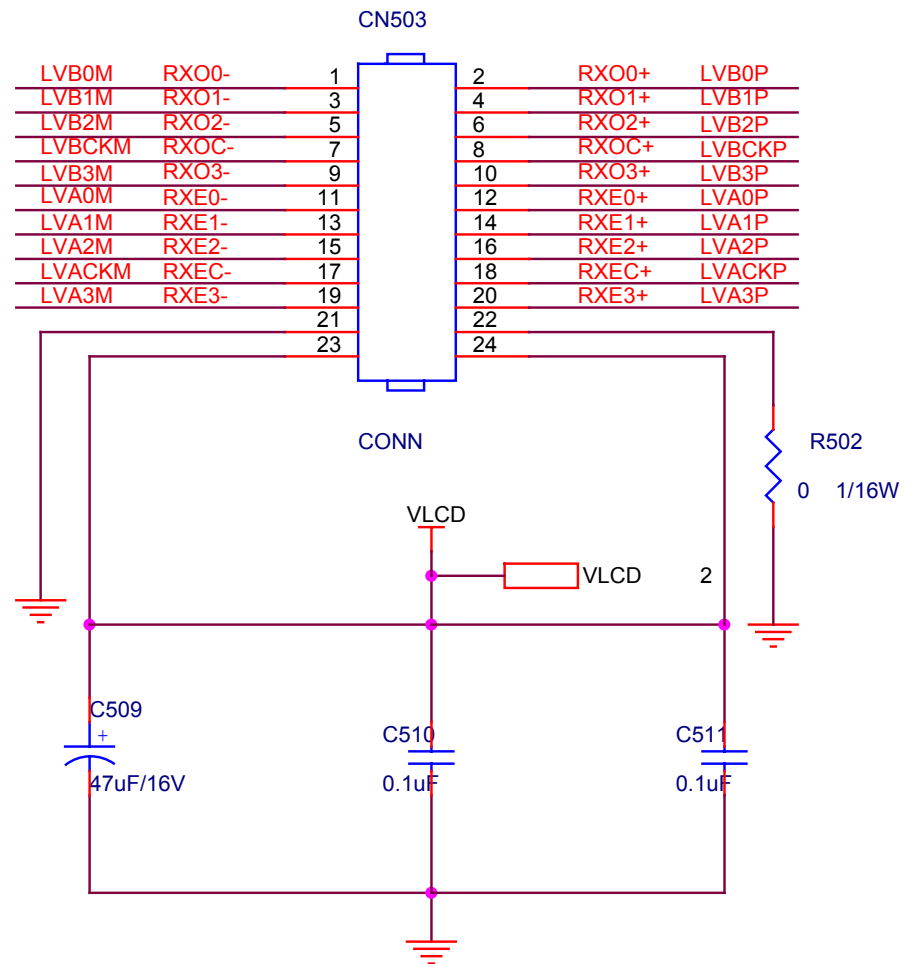 CN503
LVB0M RXO0- 1 2 RXO0+ LVB0P
LVB1M RXO1- 3 4 RXO1+ LVB1P
LVB2M RXO2- 5 6 RXO2+ LVB2P
LVBCKM RXOC- 7 8 RXOC+ LVBCKP
LVB3M RXO3- 9 10 RXO3+ LVB3P
LVA0M RXE0- 11 12 RXE0+ LVA0P
LVA1M RXE1- 13 14 RXE1+ LVA1P
LVA2M RXE2- 15 16 RXE2+ LVA2P
LVACKM RXEC- 17 18 RXEC+ LVACKP
LVA3M RXE3- 19 20 RXE3+ LVA3P
21 22
23 24
CONN
R502
0 1/16W
VLCD
VLCD 2
C509
+
47uF/16V
C510
0.1uF
C511
0.1uF